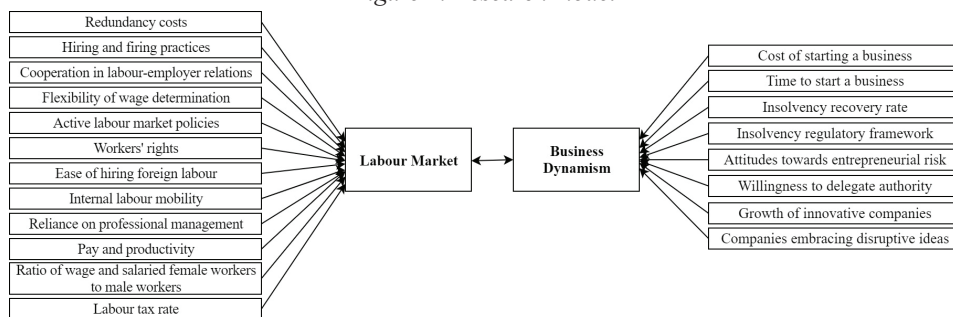 Redundancy costs
Hiring and firing practices
Cooperation in labour-employer relations
Flexibility of wage determination
Active labour market policies
Workers' rights
Ease of hiring foreign labour
Internal labour mobility
Reliance on professional management
Pay and productivity
Ratio of wage and salaried female workers
to male workers
Labour tax rate
Labour Market
Business
Dynamism
Cost of starting a business
Time to start a business
Insolvency recovery rate
Insolvency regulatory framework
Attitudes towards entrepreneurial risk
Willingness to delegate authority
Growth of innovative companies
Companies embracing disruptive ideas